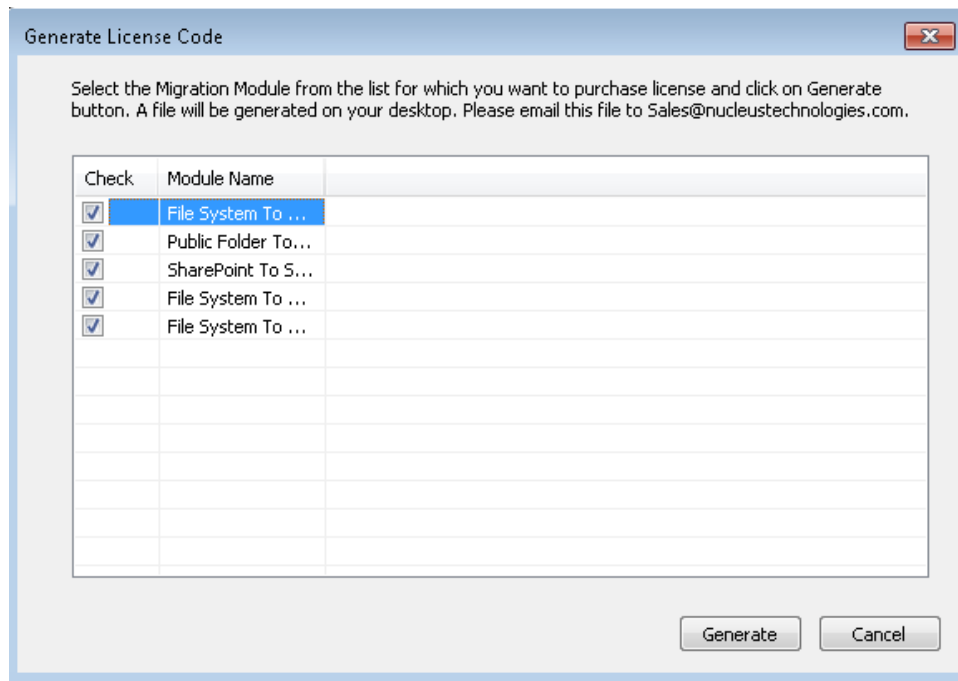 Generate License Code
Select the Migration Module from the list for which you want to purchase license and click on Generate
button. A file will be generated on your desktop. Please email this file to Sales@nucleustechnologies.com.
Check Module Name
File System To ...
Public Folder To...
SharePoint To S...
File System To ...
File System To ...
Generate Cancel